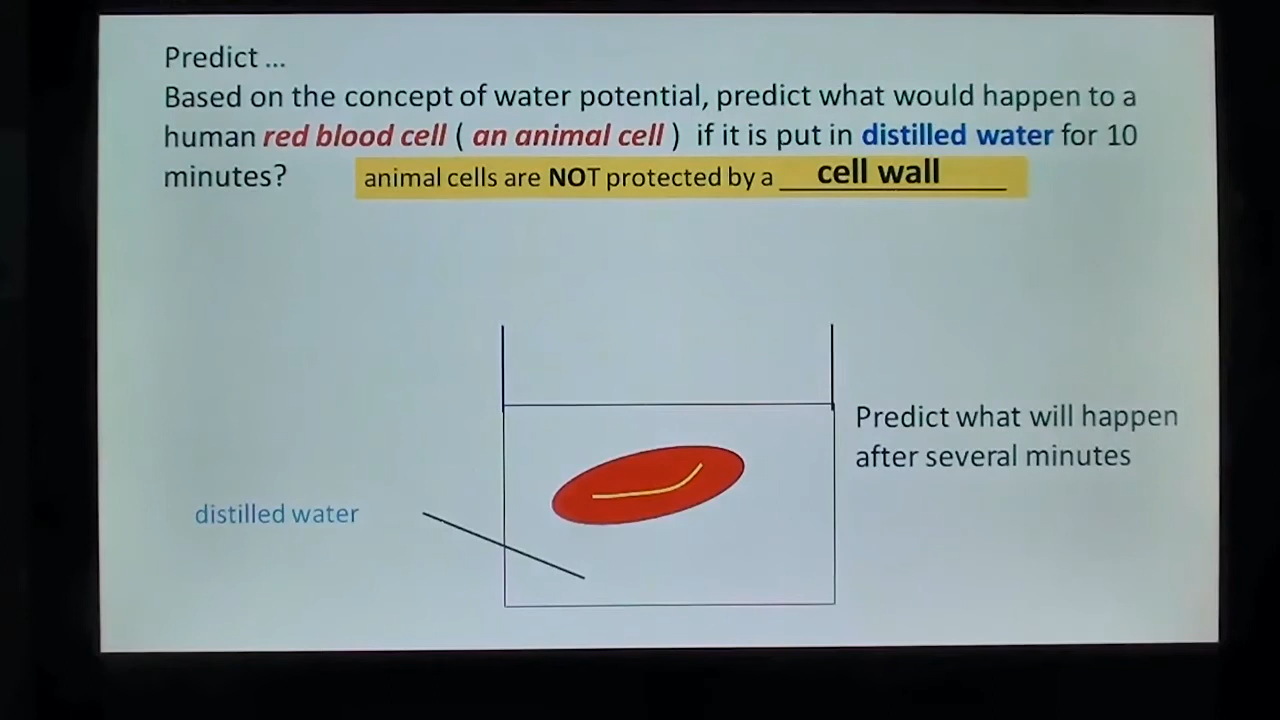 Predict ...
Based on the concept of water potential, predict what would happen to a
human red blood cell ( an animal cell ) if it is put in distilled water for 10
minutes?
animal cells are NOT protected by a cell wall
Predict what will happen
after several minutes
distilled water